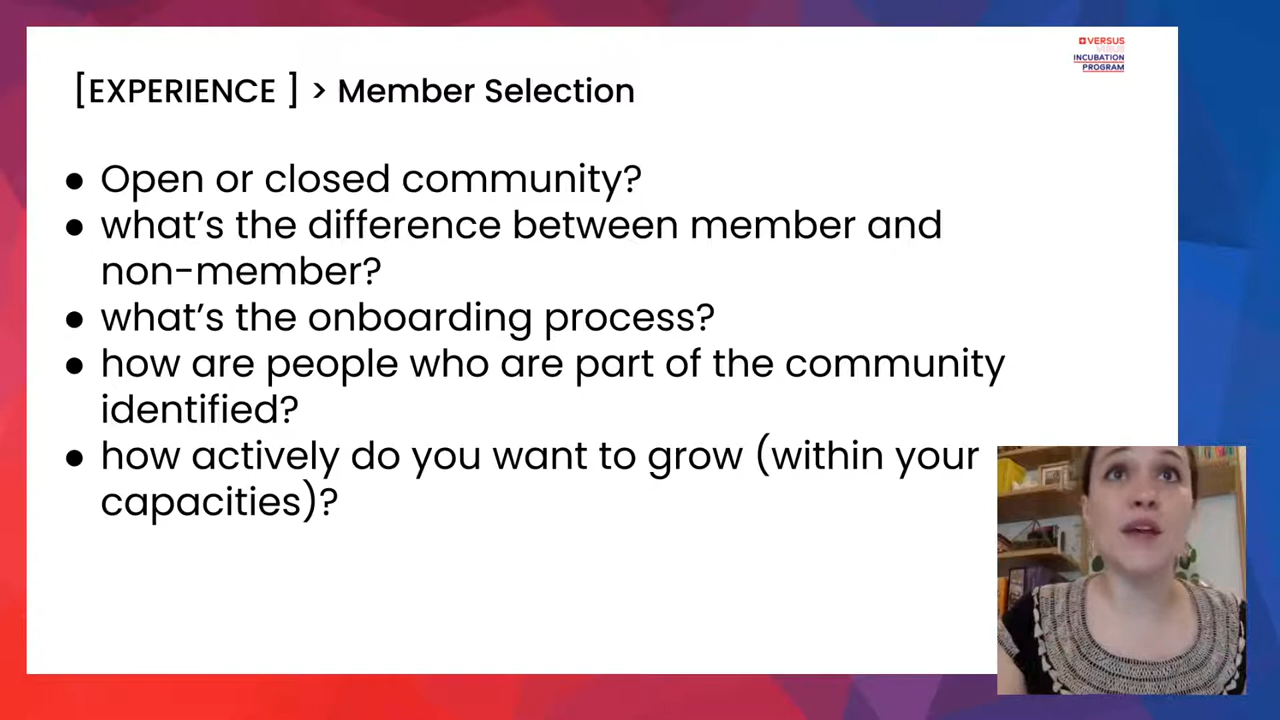 VERSUS
VIRUS
INCUBATION
PROGRAM
[EXPERIENCE ] > Member Selection
● Open or closed community?
● what's the difference between member and
non-member?
● what's the onboarding process?
● how are people who are part of the community
identified?
● how actively do you want to grow (within your
capacities)?